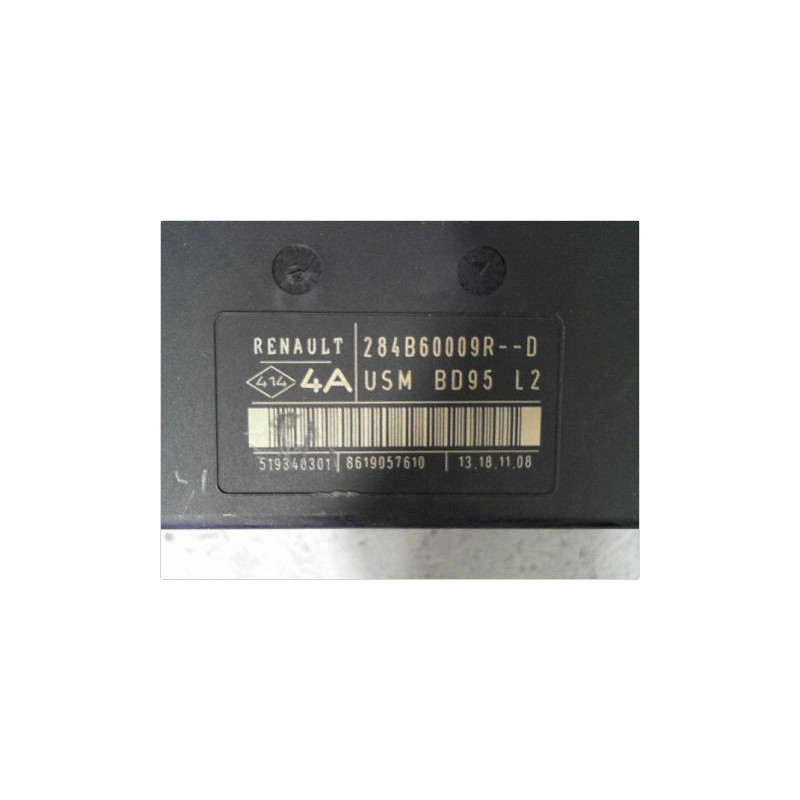 RENAULT 284B60009R--D
414 4A USM BD95 L2
519340301 8619057610 13.18.11.08